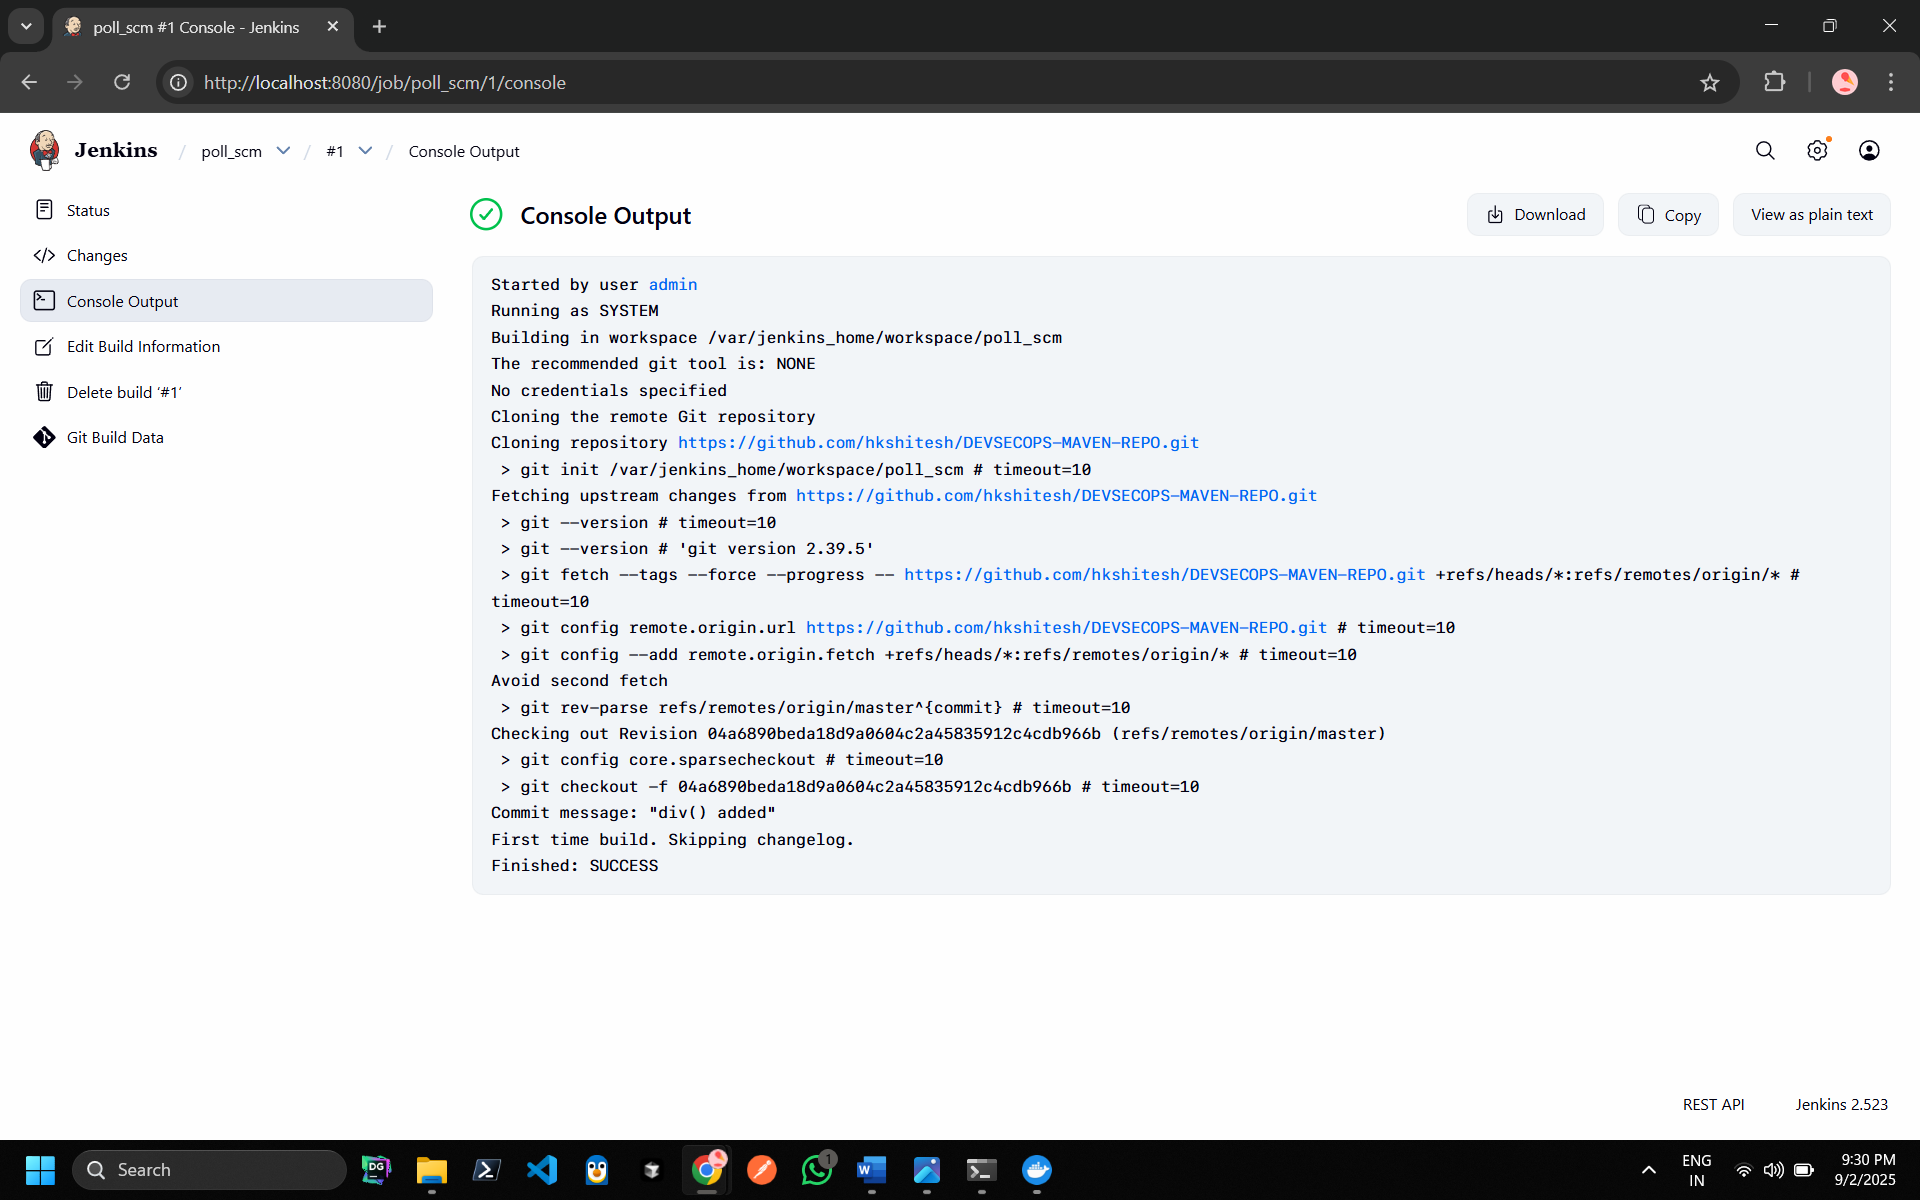 poll_scm #1 Console - Jenkins
http://localhost:8080/job/poll_scm/1/console
Jenkins / poll_scm / #1 / Console Output
Status
Changes
Console Output
Edit Build Information
Delete build ‘#1’
Git Build Data
Console Output
Download
Copy
View as plain text
Started by user admin
Running as SYSTEM
Building in workspace /var/jenkins_home/workspace/poll_scm
The recommended git tool is: NONE
No credentials specified
Cloning the remote Git repository
Cloning repository https://github.com/hkshitesh/DEVSECOPS-MAVEN-REPO.git
> git init /var/jenkins_home/workspace/poll_scm # timeout=10
Fetching upstream changes from https://github.com/hkshitesh/DEVSECOPS-MAVEN-REPO.git
> git --version # timeout=10
> git --version # 'git version 2.39.5'
> git fetch --tags --force --progress -- https://github.com/hkshitesh/DEVSECOPS-MAVEN-REPO.git +refs/heads/*:refs/remotes/origin/* #
timeout=10
> git config remote.origin.url https://github.com/hkshitesh/DEVSECOPS-MAVEN-REPO.git # timeout=10
> git config --add remote.origin.fetch +refs/heads/*:refs/remotes/origin/* # timeout=10
Avoid second fetch
> git rev-parse refs/remotes/origin/master^{commit} # timeout=10
Checking out Revision 04a6890beda18d9a0604c2a45835912c4cdb966b (refs/remotes/origin/master)
> git config core.sparsecheckout # timeout=10
> git checkout -f 04a6890beda18d9a0604c2a45835912c4cdb966b # timeout=10
Commit message: "div() added"
First time build. Skipping changelog.
Finished: SUCCESS
REST API
Jenkins 2.523
Search
DG
1
ENG
IN
9:30 PM
9/2/2025